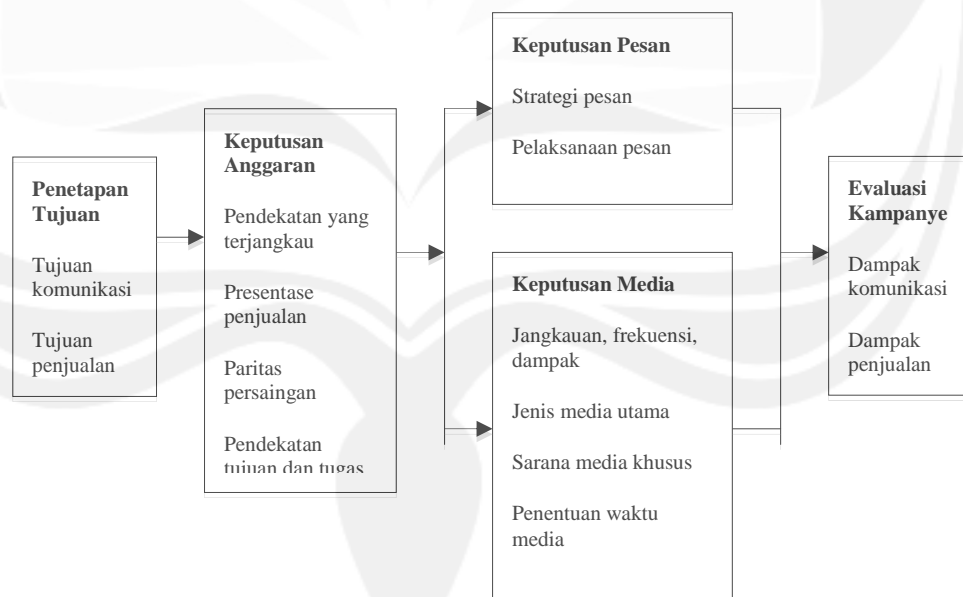 Penetapan
Tujuan
Tujuan
komunikasi
Tujuan
penjualan
Keputusan
Anggaran
Pendekatan yang
terjangkau
Presentase
penjualan
Paritas
persaingan
Pendekatan
tujuan dan tugas
Keputusan Pesan
Strategi pesan
Pelaksanaan pesan
Keputusan Media
Jangkauan, frekuensi,
dampak
Jenis media utama
Sarana media khusus
Penentuan waktu
media
Evaluasi
Kampanye
Dampak
komunikasi
Dampak
penjualan